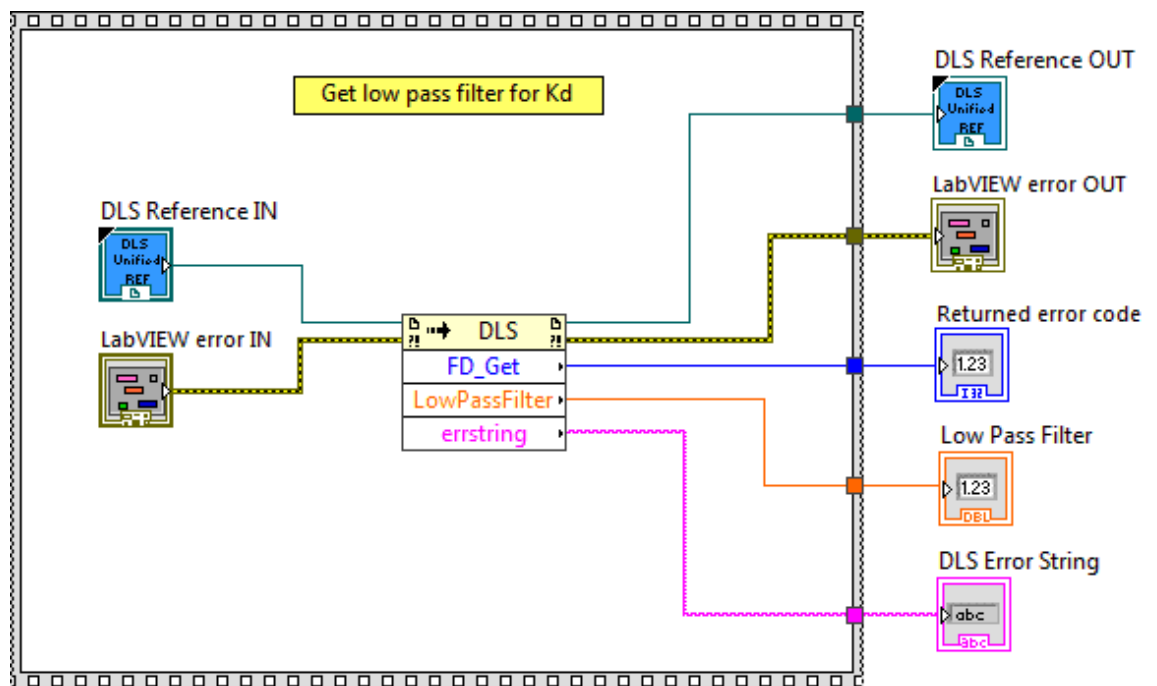 Get low pass filter for Kd
DLS Reference OUT
DLS
Unified
REF
LabVIEW error OUT
DLS Reference IN
DLS
Unified
REF
LabVIEW error IN
?! DLS ?!
FD_Get
LowPassFilter
errstring
Returned error code
1.23
I32
Low Pass Filter
1.23
DBL
DLS Error String
abc
abc